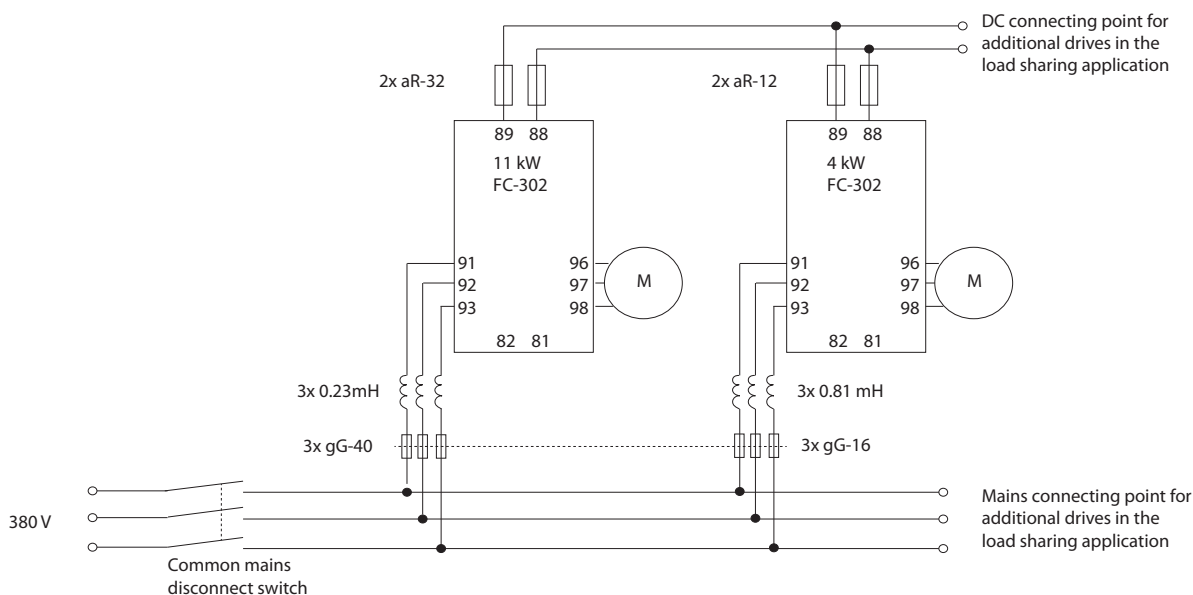 DC connecting point for
additional drives in the
load sharing application
2x aR-32
2x aR-12
89 88
89 88
11 kW
FC-302
4 kW
FC-302
91
92
93
96
97
98
M
91
92
93
96
97
98
M
82 81
82 81
3x 0.23mH
3x 0.81 mH
3x gG-40
3x gG-16
380 V
Mains connecting point for
additional drives in the
load sharing application
Common mains
disconnect switch